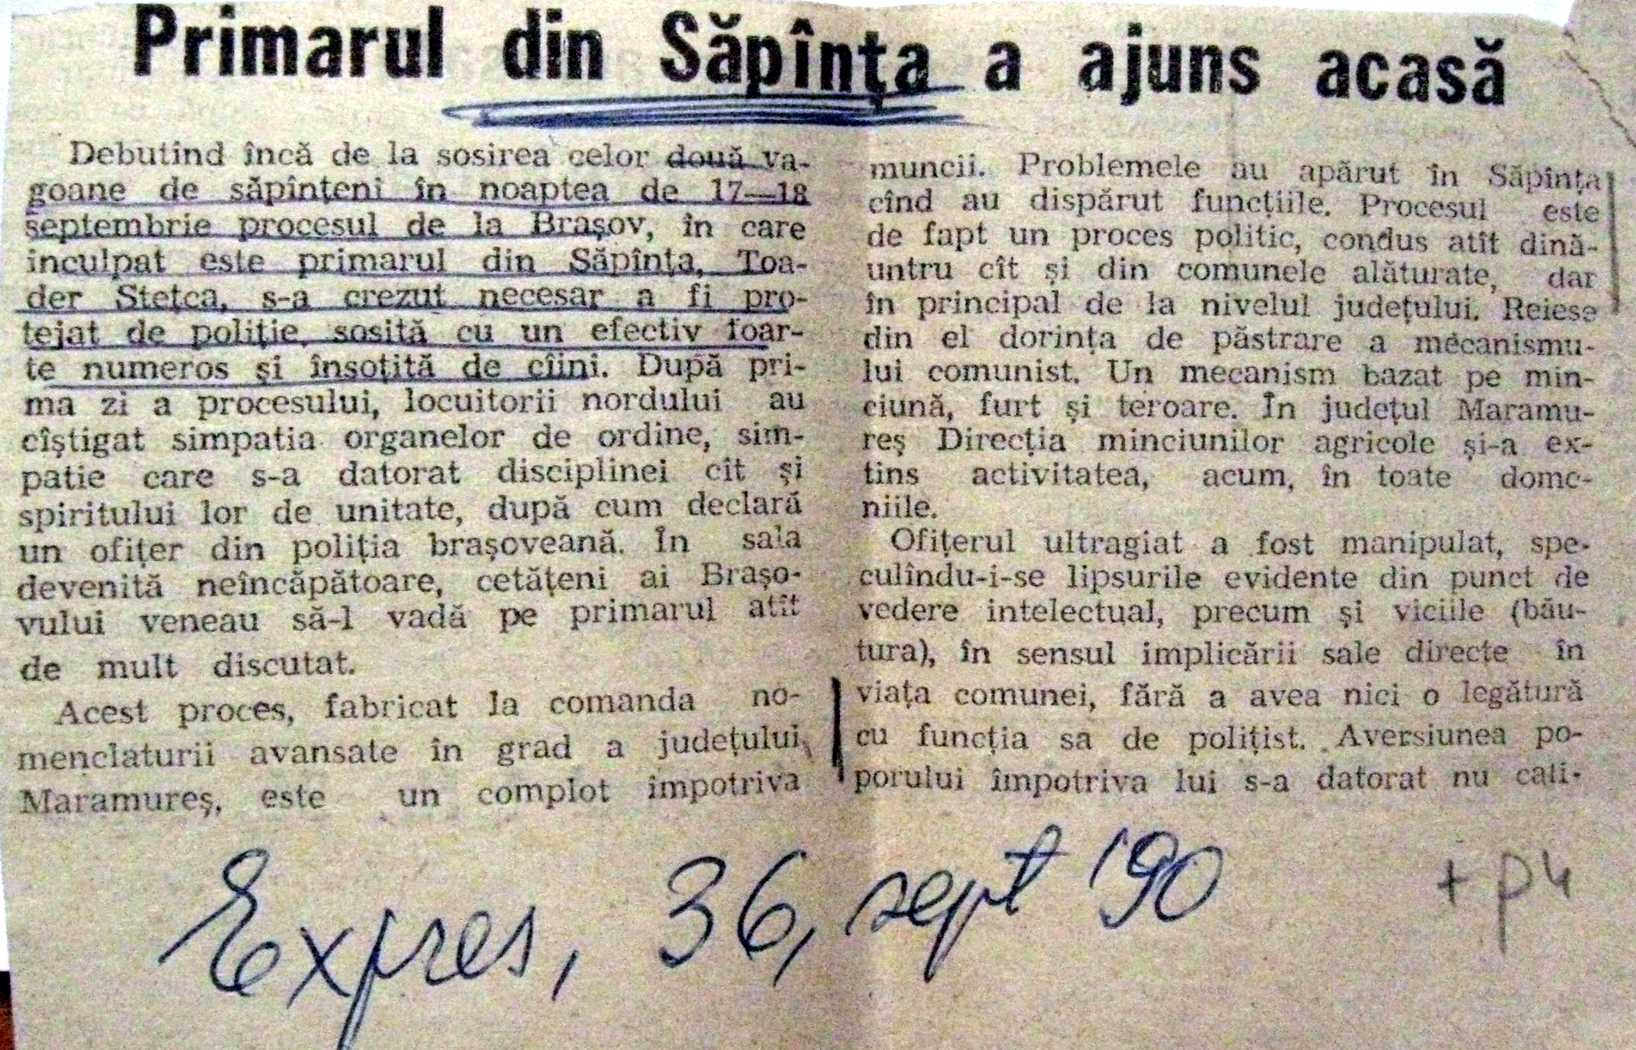 Primarul din Săpînța a ajuns acasă
Debutînd încă de la sosirea celor două va-
goane de săpînțeni în noaptea de 17—18
septembrie procesul de la Brașov, în care
inculpat este primarul din Săpînța, Toa-
der Stețca, s-a crezut necesar a fi pro-
tejat de poliție, sosită cu un efectiv foar-
te numeros și însoțită de cîini. După pri-
ma zi a procesului, locuitorii nordului au
cîștigat simpatia organelor de ordine, sim-
patie care s-a datorat disciplinei cît și
spiritului lor de unitate, după cum declară
un ofițer din poliția brașoveană. În sala
devenită neîncăpătoare, cetățeni ai Brașo-
vului veneau să-l vadă pe primarul atît
de mult discutat.
Acest proces, fabricat la comanda no-
menclaturii avansate în grad a județului
Maramureș, este un complot împotriva
muncii. Problemele au apărut în Săpînța
cînd au dispărut funcțiile. Procesul este
de fapt un proces politic, condus atît dină-
untru cît și din comunele alăturate, dar
în principal de la nivelul județului. Reiese
din el dorința de păstrare a mecanismu-
lui comunist. Un mecanism bazat pe min-
ciună, furt și teroare. În județul Maramu-
reș Direcția minciunilor agricole și-a ex-
tins activitatea, acum, în toate dome-
niile.
Ofițerul ultragiat a fost manipulat, spe-
culîndu-i-se lipsurile evidente din punct de
vedere intelectual, precum și viciile (bău-
tura), în sensul implicării sale directe în
viața comunei, fără a avea nici o legătură
cu funcția sa de polițist. Aversiunea po-
porului împotriva lui s-a datorat nu cali-
Expres, 36, sept '90
+ p4